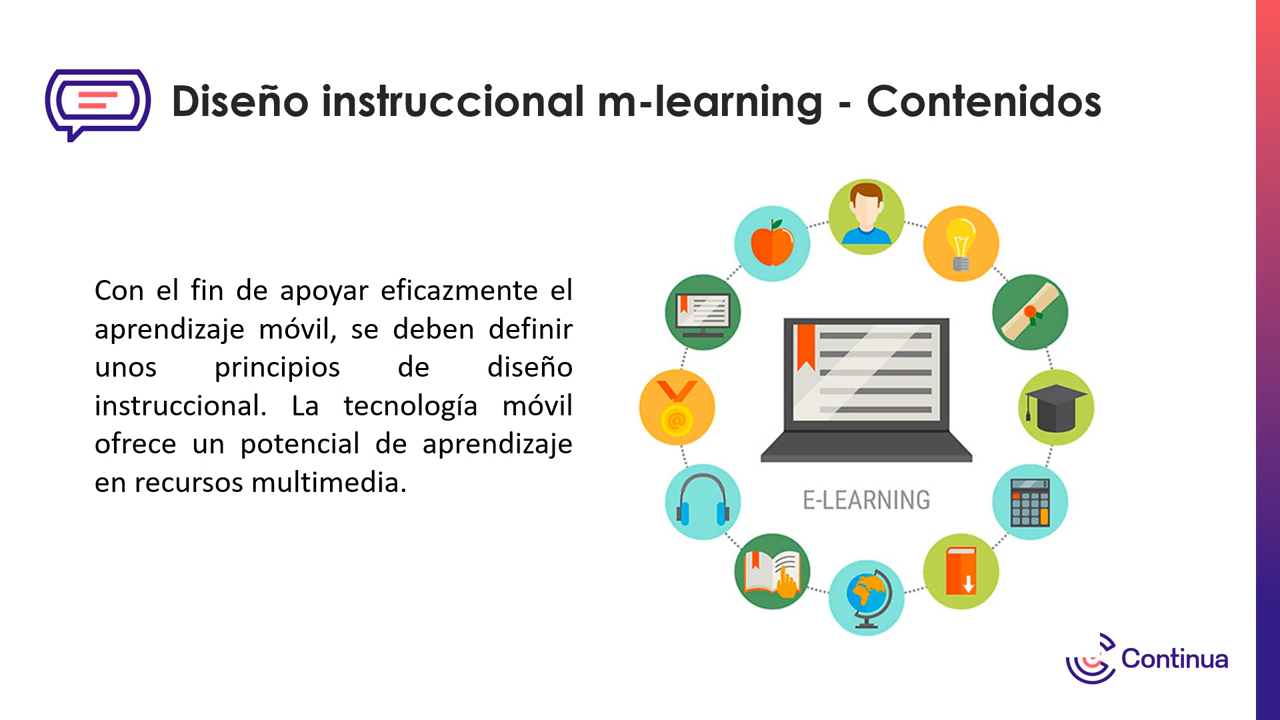 Diseño instruccional m-learning - Contenidos
Con el fin de apoyar eficazmente el
aprendizaje móvil, se deben definir
unos principios de diseño
instruccional. La tecnología móvil
ofrece un potencial de aprendizaje
en recursos multimedia.
@
E-LEARNING
Continua